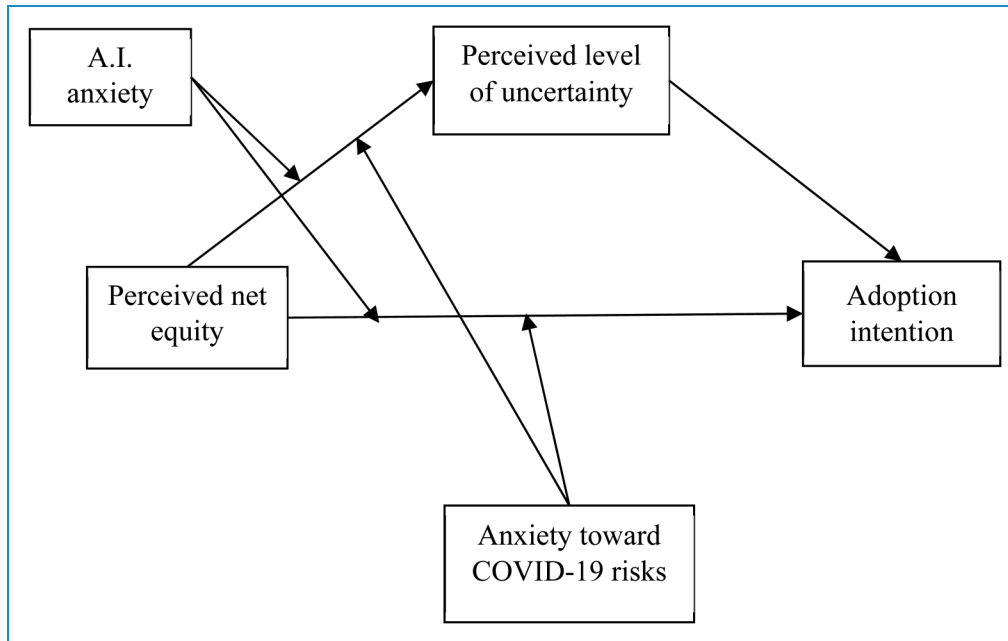 A.I.
anxiety
Perceived level
of uncertainty
Perceived net
equity
Adoption
intention
Anxiety toward
COVID-19 risks